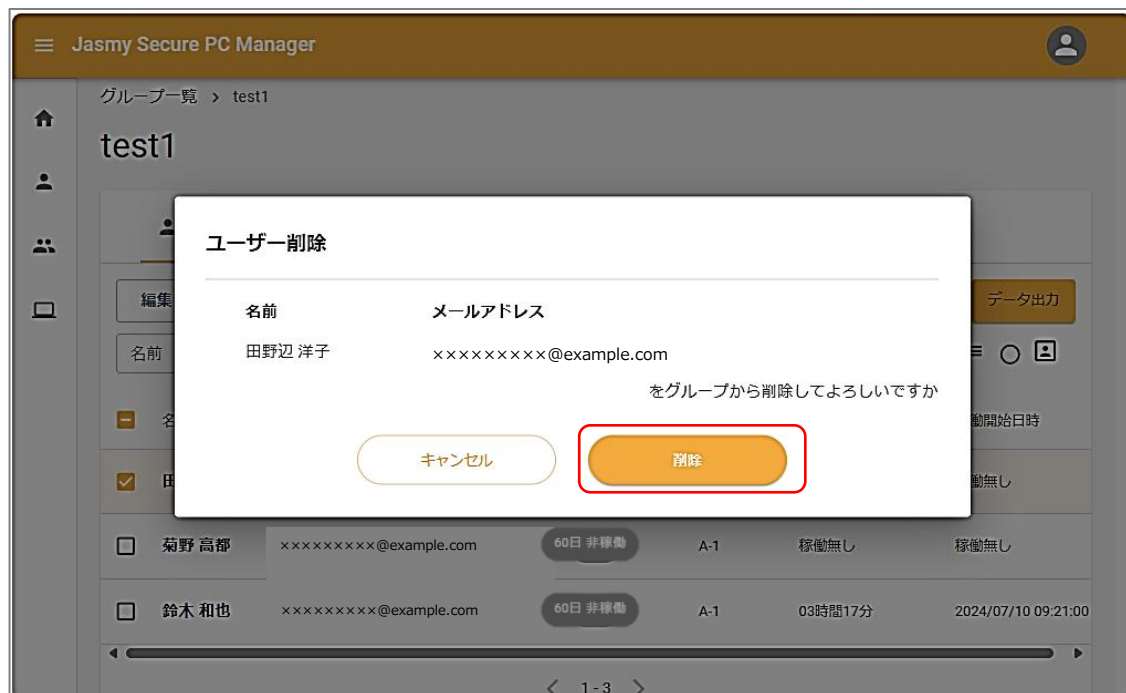 Jasmy Secure PC Manager
グループ一覧 > test1
test1
ユーザー削除
名前 メールアドレス
田野辺 洋子 ×××××××××@example.com
をグループから削除してよろしいですか
キャンセル 削除
編集 データ出力
名前
名 働開始日時
田 働無し
菊野 高都 ×××××××××@example.com 60日 非稼働 A-1 稼働無し 稼働無し
鈴木 和也 ×××××××××@example.com 60日 非稼働 A-1 03時間17分 2024/07/10 09:21:00
< 1 - 3 >